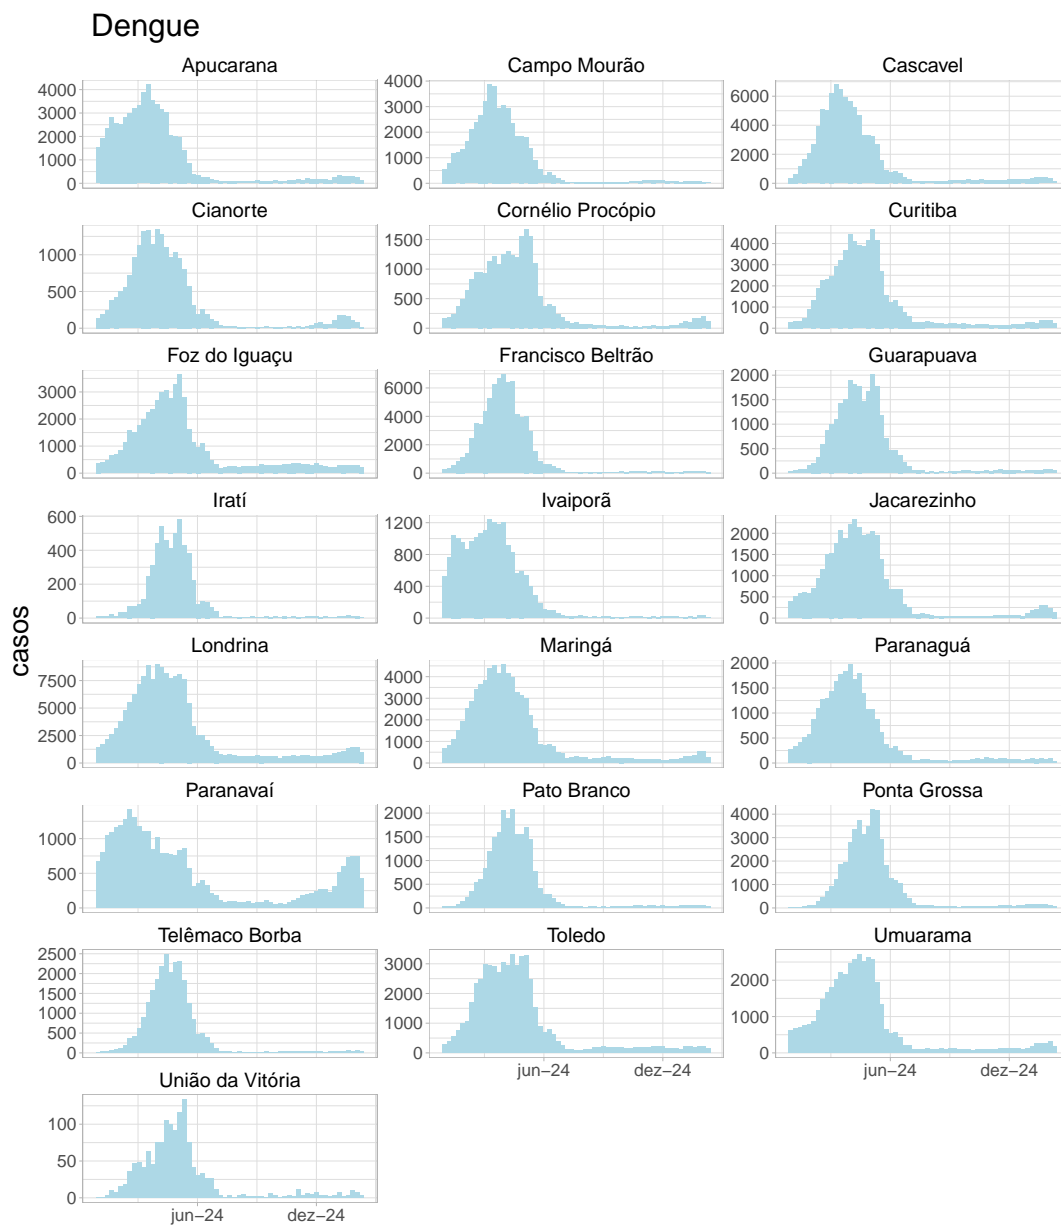 Dengue
Apucarana Campo Mourão Cascavel
4000 3000 2000 1000 0
4000 3000 2000 1000 0
6000 4000 2000 0
Cianorte Cornélio Procópio Curitiba
1000 500 0
1500 1000 500 0
4000 3000 2000 1000 0
Foz do Iguaçu Francisco Beltrão Guarapuava
3000 2000 1000 0
6000 4000 2000 0
2000 1500 1000 500 0
Iratí Ivaiporã Jacarezinho
600 400 200 0
1200 800 400 0
2000 1500 1000 500 0
casos
Londrina Maringá Paranaguá
7500 5000 2500 0
4000 3000 2000 1000 0
2000 1500 1000 500 0
Paranavaí Pato Branco Ponta Grossa
1000 500 0
2000 1500 1000 500 0
4000 3000 2000 1000 0
Telêmaco Borba Toledo Umuarama
2500 2000 1500 1000 500 0
3000 2000 1000 0
2000 1000 0
jun–24 dez–24 jun–24 dez–24
União da Vitória
100 50 0
jun–24 dez–24